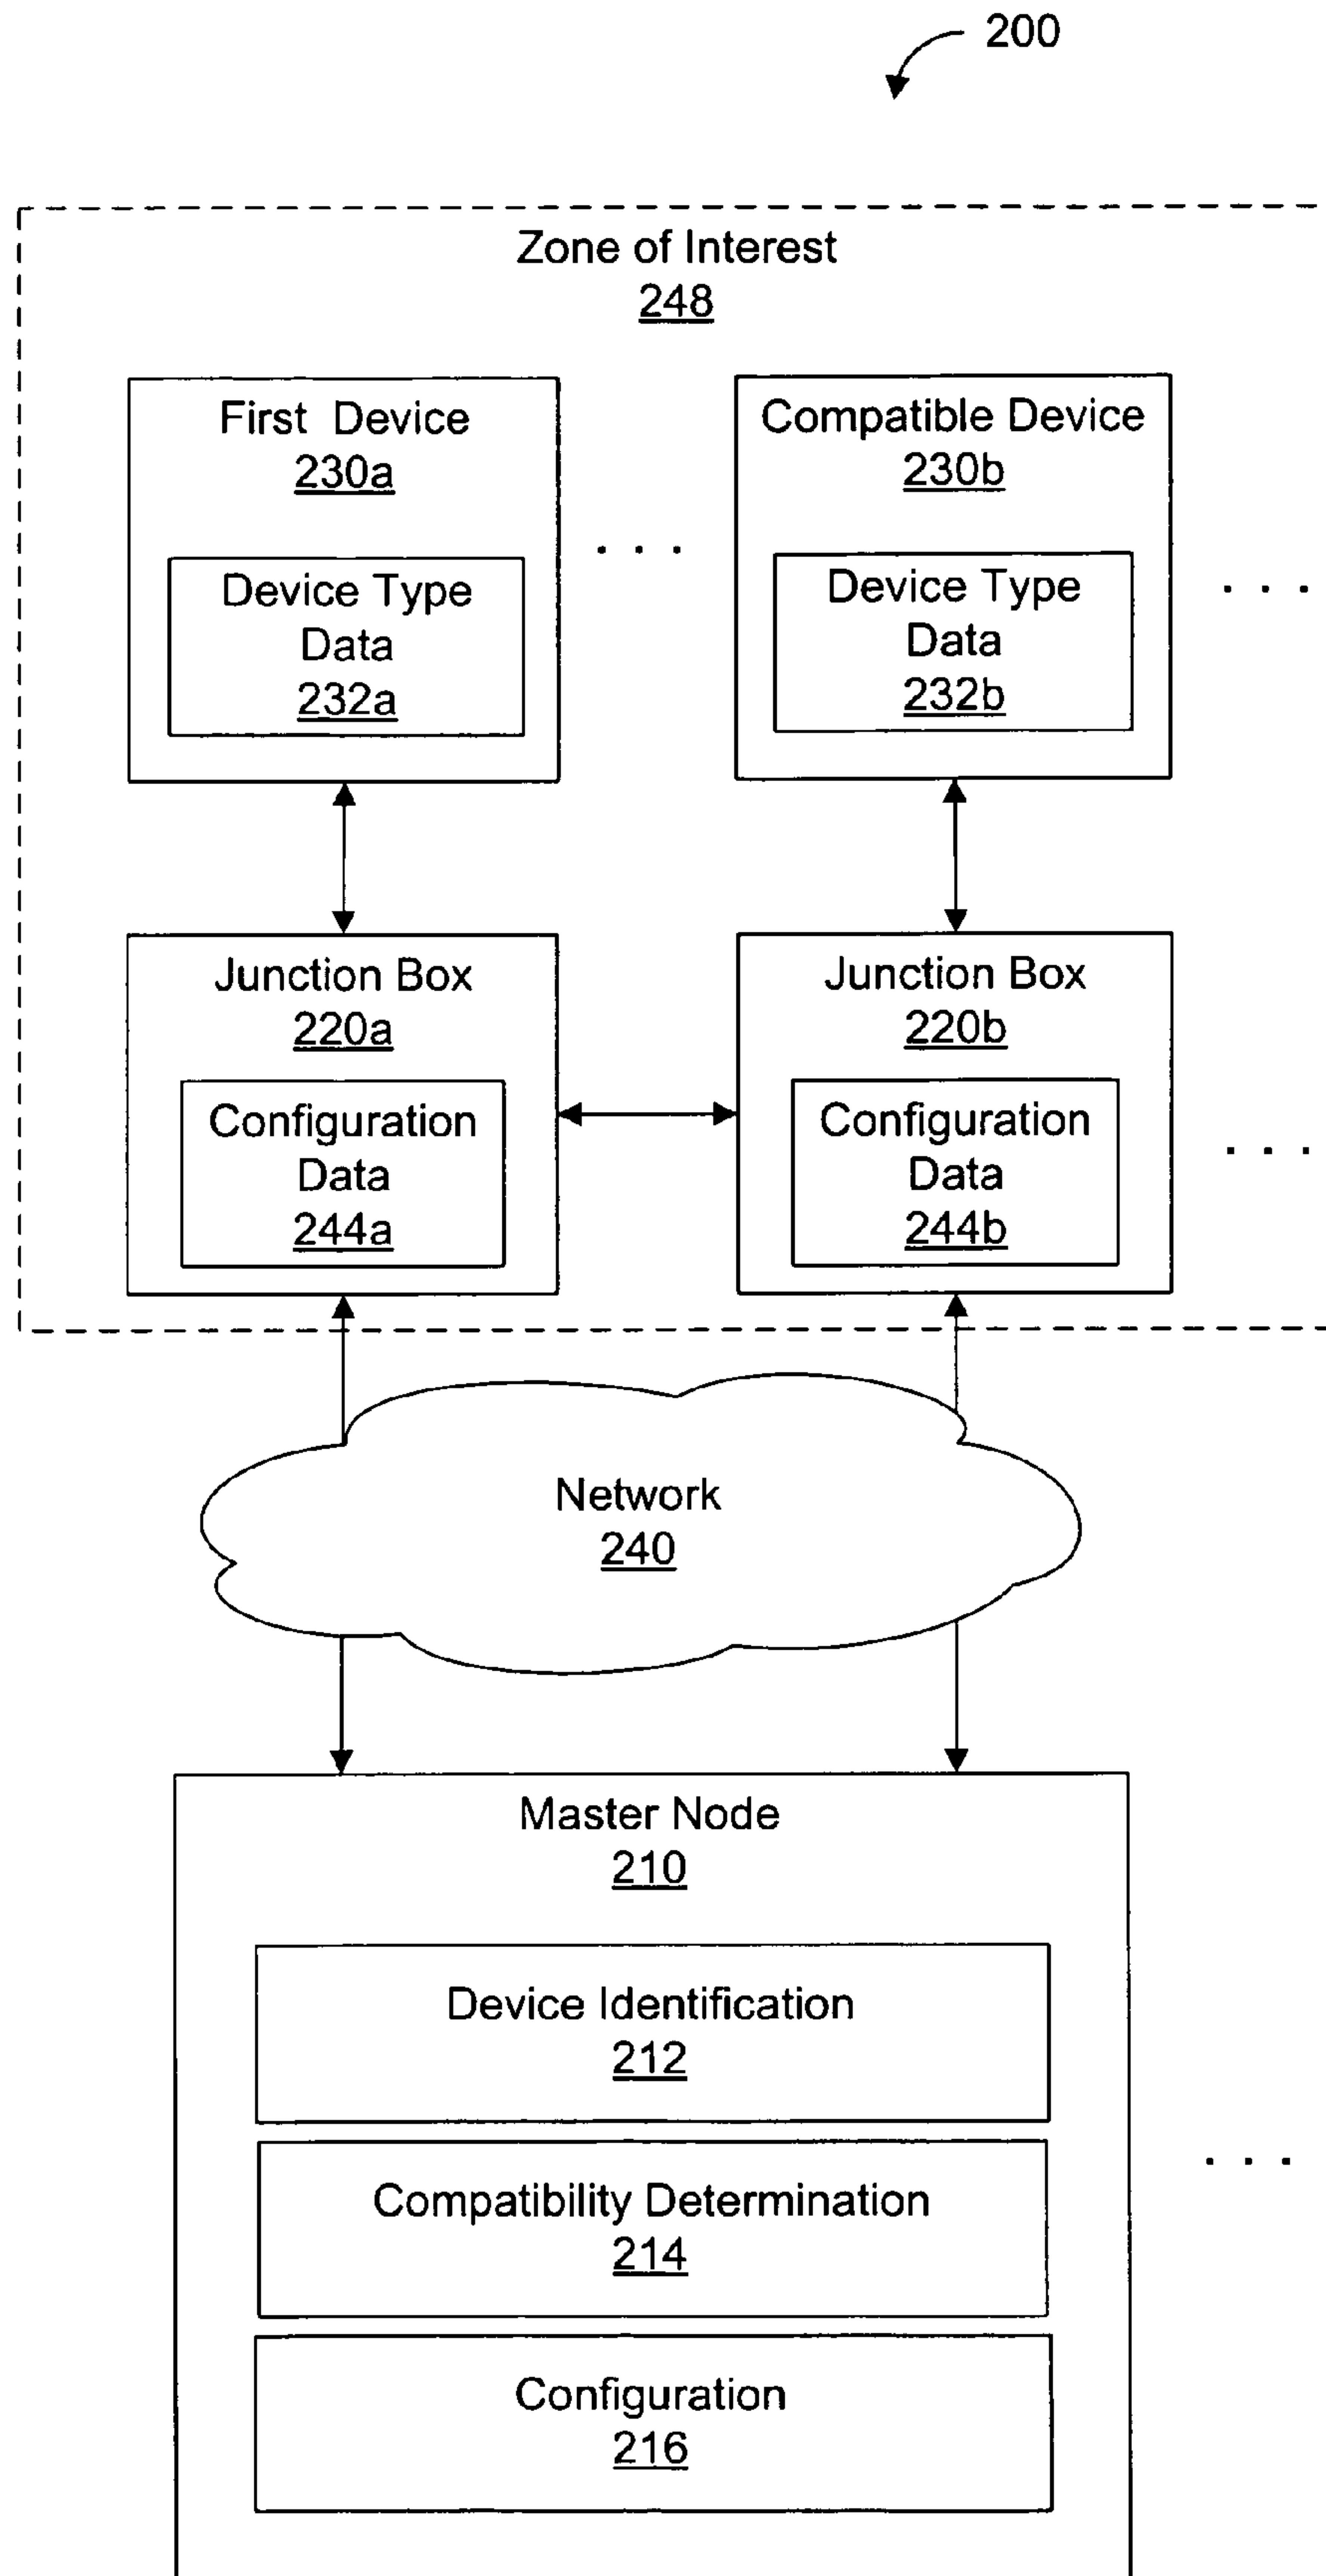 200
Zone of Interest
248
First Device
230a
Device Type
Data
232a
. . .
Compatible Device
230b
Device Type
Data
232b
. . .
Junction Box
220a
Configuration
Data
244a
Junction Box
220b
Configuration
Data
244b
. . .
Network
240
Master Node
210
Device Identification
212
Compatibility Determination
214
Configuration
216
. . .